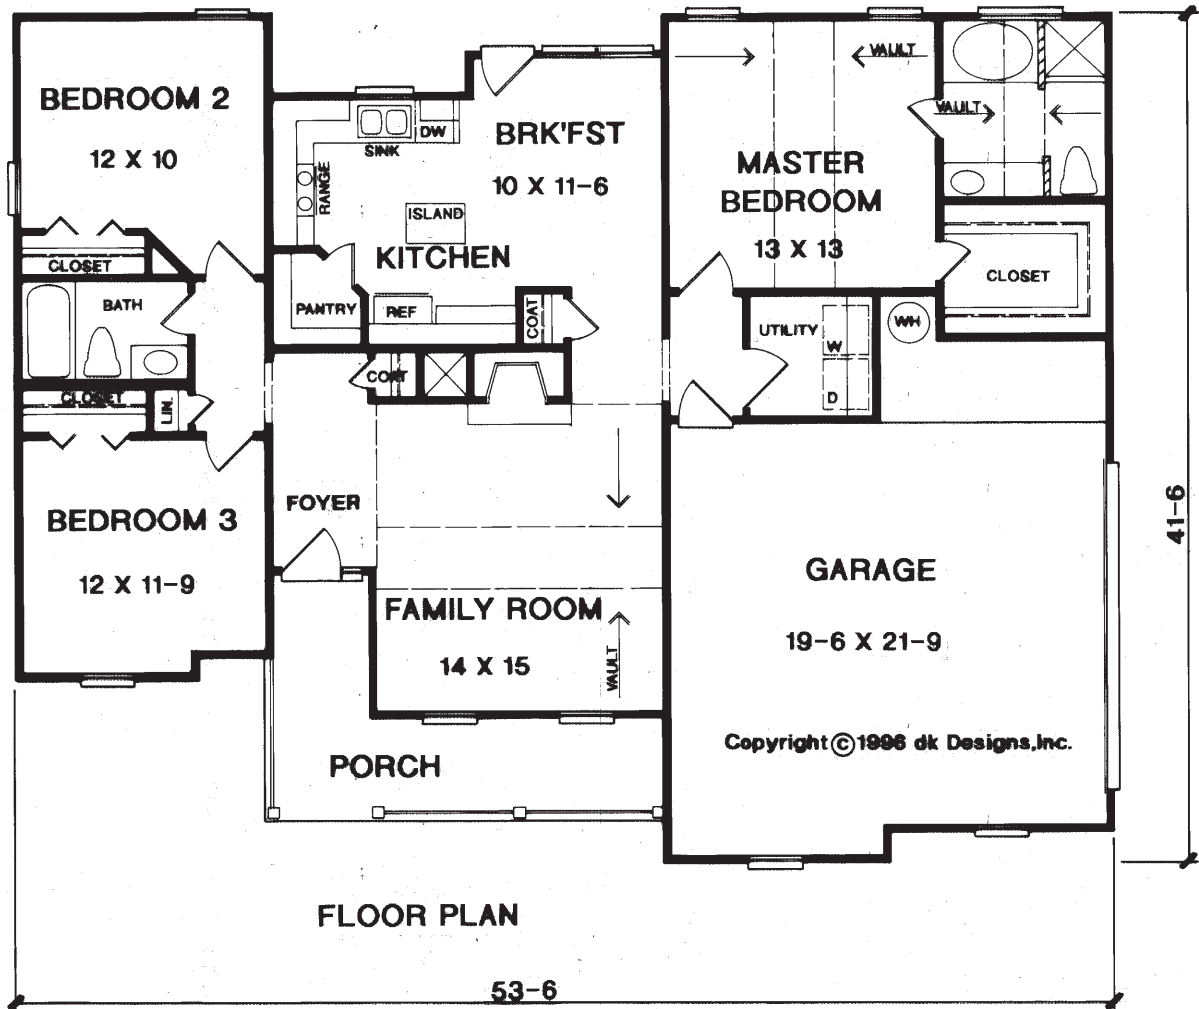 BEDROOM 2
12 X 10
CLOSET
BATH
CLOSET
LIN.
BEDROOM 3
12 X 11-9
SINK
DW
RANGE
ISLAND
KITCHEN
BRK'FST
10 X 11-6
PANTRY
REF
COAT
COAT
FOYER
FAMILY ROOM
14 X 15
VAULT
PORCH
VAULT
MASTER
BEDROOM
13 X 13
VAULT
CLOSET
UTILITY
W
D
WH
GARAGE
19-6 X 21-9
Copyright © 1996 dk Designs,Inc.
41-6
FLOOR PLAN
53-6